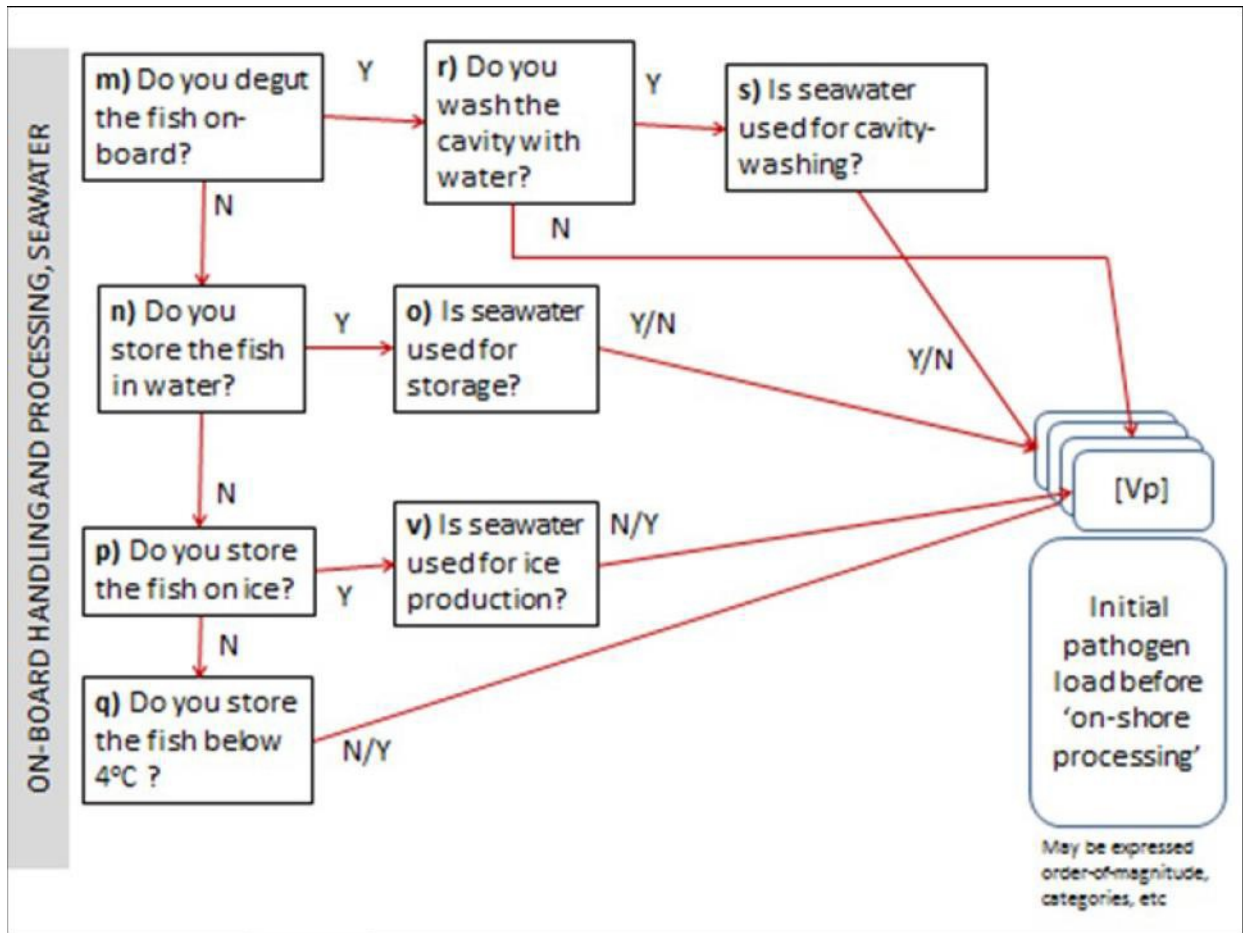 ON-BOARD HANDLING AND PROCESSING, SEAWATER
m) Do you degut
the fish on-
board?
Y
r) Do you
wash the
cavity with
water?
Y
s) Is seawater
used for cavity-
washing?
N
N
n) Do you
store the fish
in water?
Y
o) Is seawater
used for
storage?
Y/N
Y/N
N
[Vp]
p) Do you store
the fish on ice?
Y
v) Is seawater
used for ice
production?
N/Y
N
q) Do you store
the fish below
4°C ?
N/Y
Initial
pathogen
load before
‘on-shore
processing’
May be expressed
order-of-magnitude,
categories, etc